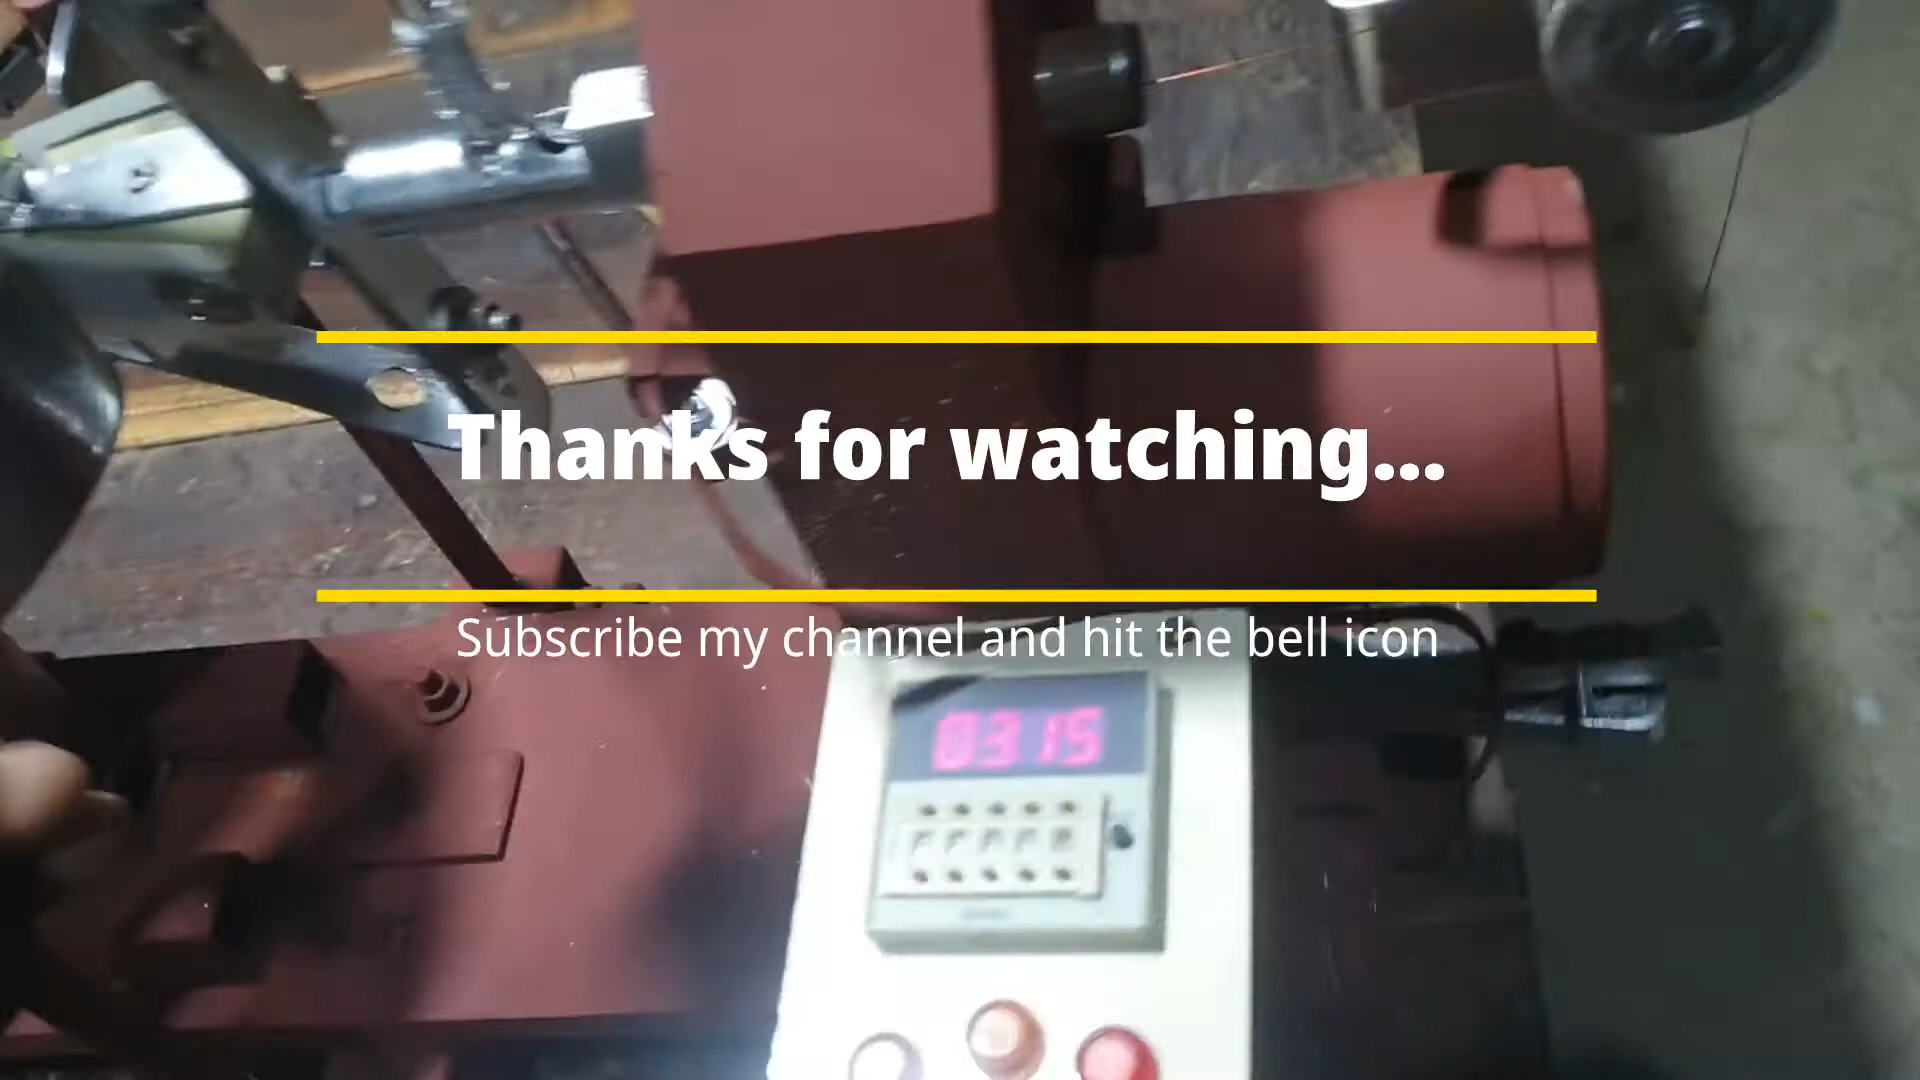 Thanks for watching...
Subscribe my channel and hit the bell icon
0315